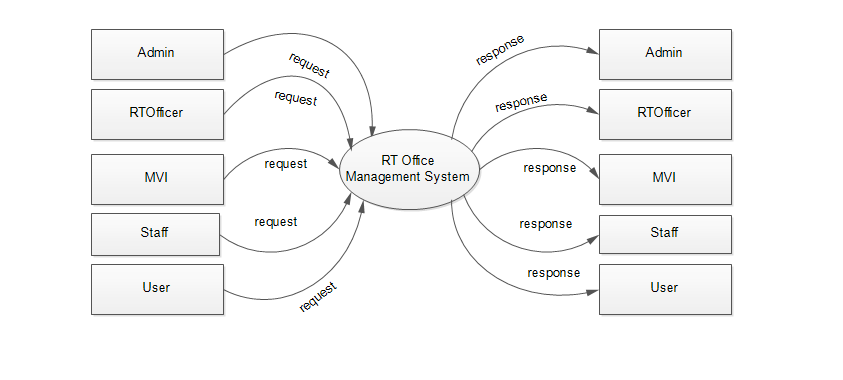 Admin
request
response
Admin
RTOfficer
request
response
RTOfficer
RT Office
Management System
MVI
request
response
MVI
Staff
request
response
Staff
User
request
response
User